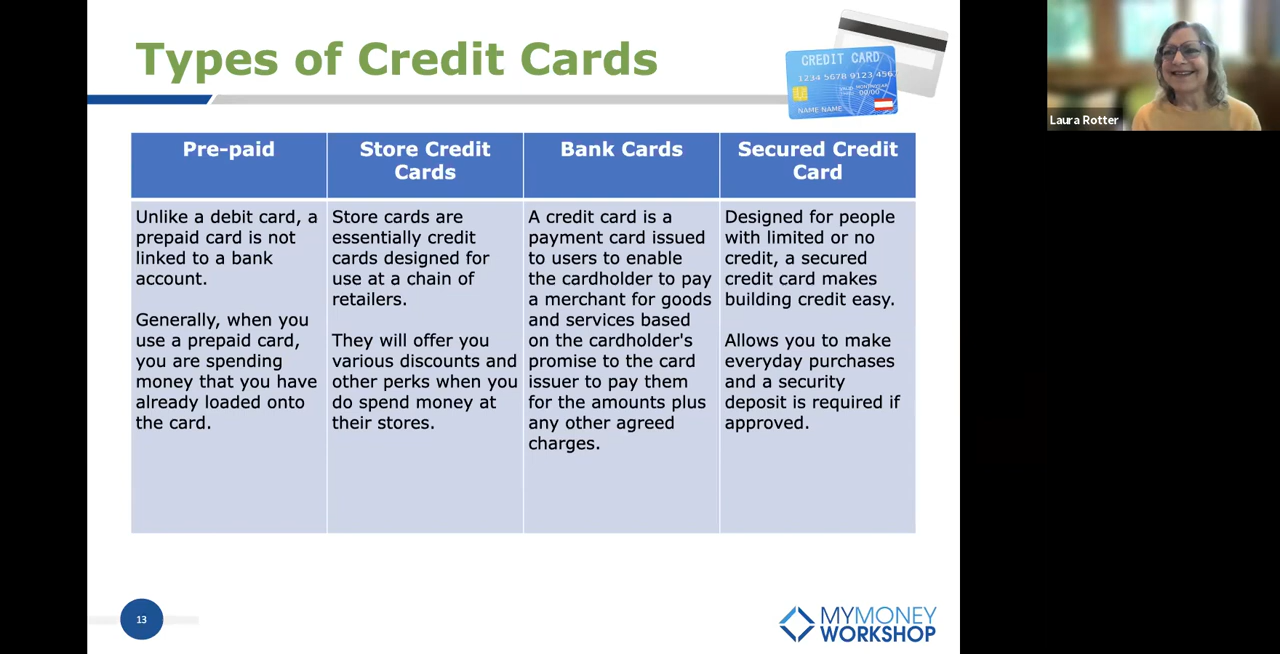 Types of Credit Cards
CREDIT CARD
1234 5678 9123 456
MONTH/YEAR
00/00
NAME NAME
Laura Rotter
Pre-paid
Store Credit
Cards
Bank Cards
Secured Credit
Card
Unlike a debit card, a
prepaid card is not
linked to a bank
account.
Generally, when you
use a prepaid card,
you are spending
money that you have
already loaded onto
the card.
Store cards are
essentially credit
cards designed for
use at a chain of
retailers.
They will offer you
various discounts and
other perks when you
do spend money at
their stores.
A credit card is a
payment card issued
to users to enable
the cardholder to pay
a merchant for goods
and services based
on the cardholder's
promise to the card
issuer to pay them
for the amounts plus
any other agreed
charges.
Designed for people
with limited or no
credit, a secured
credit card makes
building credit easy.
Allows you to make
everyday purchases
and a security
deposit is required if
approved.
13
MYMONEY
WORKSHOP